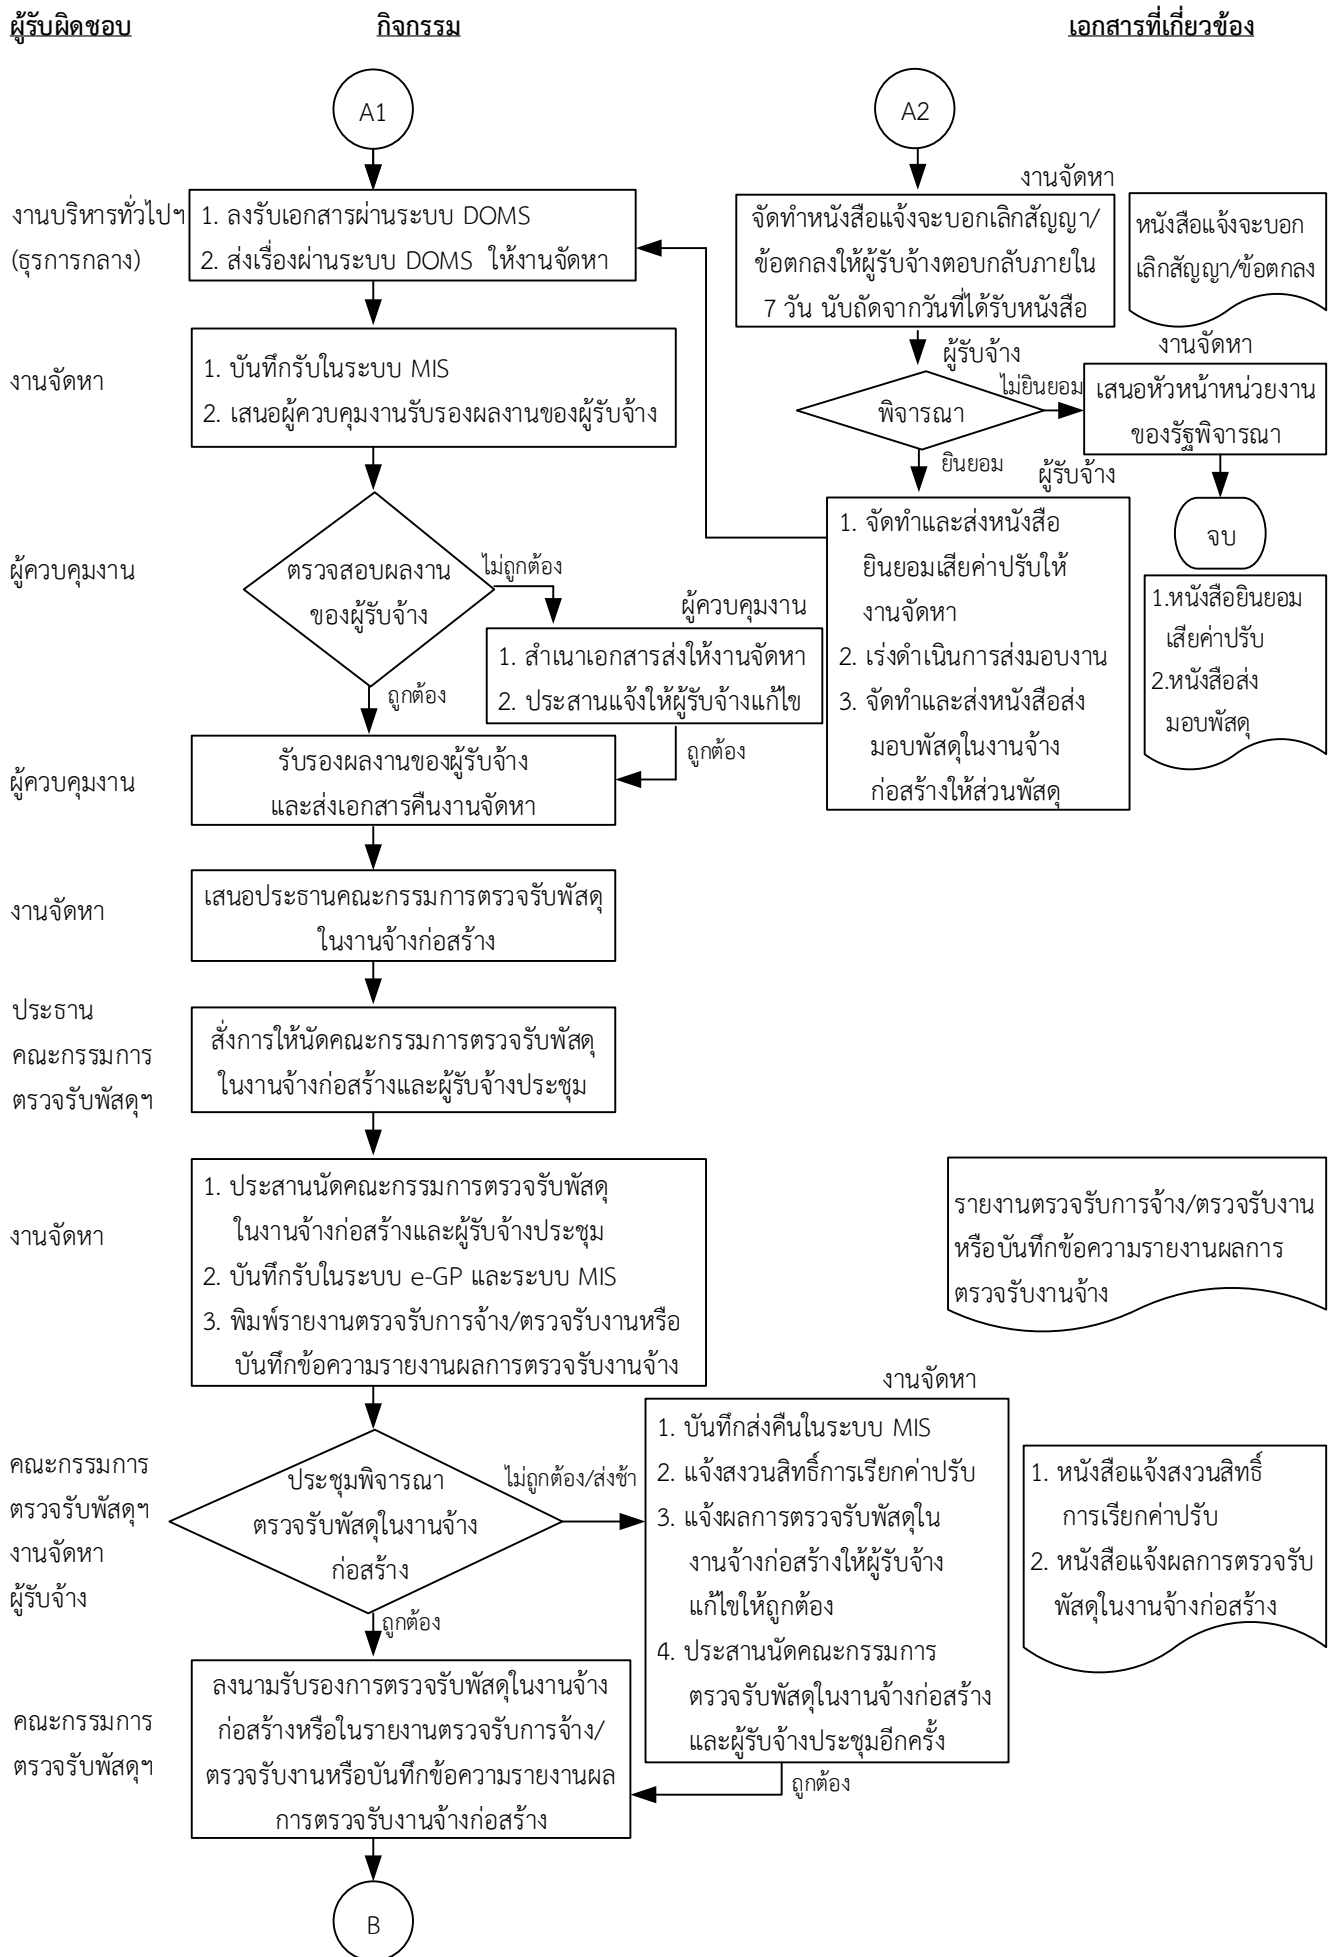 ผู้รับผิดชอบ
กิจกรรม
เอกสารที่เกี่ยวข้อง
A1
A2
งานบริหารทั่วไปฯ
(ธุรการกลาง)
1. ลงรับเอกสารผ่านระบบ DOMS
2. ส่งเรื่องผ่านระบบ DOMS ให้งานจัดหา
งานจัดหา
จัดทำหนังสือแจ้งจะบอกเลิกสัญญา/
ข้อตกลงให้ผู้รับจ้างตอบกลับภายใน
7 วัน นับถัดจากวันที่ได้รับหนังสือ
หนังสือแจ้งจะบอก
เลิกสัญญา/ข้อตกลง
งานจัดหา
1. บันทึกรับในระบบ MIS
2. เสนอผู้ควบคุมงานรับรองผลงานของผู้รับจ้าง
ผู้รับจ้าง
พิจารณา
ไม่ยินยอม
งานจัดหา
เสนอหัวหน้าหน่วยงาน
ของรัฐพิจารณา
จบ
ยินยอม
ผู้รับจ้าง
1. จัดทำและส่งหนังสือ
ยินยอมเสียค่าปรับให้
งานจัดหา
2. เร่งดำเนินการส่งมอบงาน
3. จัดทำและส่งหนังสือส่ง
มอบพัสดุในงานจ้าง
ก่อสร้างให้ส่วนพัสดุ
1.หนังสือยินยอม
เสียค่าปรับ
2.หนังสือส่ง
มอบพัสดุ
ผู้ควบคุมงาน
ตรวจสอบผลงาน
ของผู้รับจ้าง
ไม่ถูกต้อง
ผู้ควบคุมงาน
1. สำเนาเอกสารส่งให้งานจัดหา
2. ประสานแจ้งให้ผู้รับจ้างแก้ไข
ถูกต้อง
ถูกต้อง
ผู้ควบคุมงาน
รับรองผลงานของผู้รับจ้าง
และส่งเอกสารคืนงานจัดหา
งานจัดหา
เสนอประธานคณะกรรมการตรวจรับพัสดุ
ในงานจ้างก่อสร้าง
ประธาน
คณะกรรมการ
ตรวจรับพัสดุฯ
สั่งการให้นัดคณะกรรมการตรวจรับพัสดุ
ในงานจ้างก่อสร้างและผู้รับจ้างประชุม
งานจัดหา
1. ประสานนัดคณะกรรมการตรวจรับพัสดุ
ในงานจ้างก่อสร้างและผู้รับจ้างประชุม
2. บันทึกรับในระบบ e-GP และระบบ MIS
3. พิมพ์รายงานตรวจรับการจ้าง/ตรวจรับงานหรือ
บันทึกข้อความรายงานผลการตรวจรับงานจ้าง
รายงานตรวจรับการจ้าง/ตรวจรับงาน
หรือบันทึกข้อความรายงานผลการ
ตรวจรับงานจ้าง
คณะกรรมการ
ตรวจรับพัสดุฯ
งานจัดหา
ผู้รับจ้าง
ประชุมพิจารณา
ตรวจรับพัสดุในงานจ้าง
ก่อสร้าง
ไม่ถูกต้อง/ส่งช้า
งานจัดหา
1. บันทึกส่งคืนในระบบ MIS
2. แจ้งสงวนสิทธิ์การเรียกค่าปรับ
3. แจ้งผลการตรวจรับพัสดุใน
งานจ้างก่อสร้างให้ผู้รับจ้าง
แก้ไขให้ถูกต้อง
4. ประสานนัดคณะกรรมการ
ตรวจรับพัสดุในงานจ้างก่อสร้าง
และผู้รับจ้างประชุมอีกครั้ง
1. หนังสือแจ้งสงวนสิทธิ์
การเรียกค่าปรับ
2. หนังสือแจ้งผลการตรวจรับ
พัสดุในงานจ้างก่อสร้าง
ถูกต้อง
ถูกต้อง
คณะกรรมการ
ตรวจรับพัสดุฯ
ลงนามรับรองการตรวจรับพัสดุในงานจ้าง
ก่อสร้างหรือในรายงานตรวจรับการจ้าง/
ตรวจรับงานหรือบันทึกข้อความรายงานผล
การตรวจรับงานจ้างก่อสร้าง
B